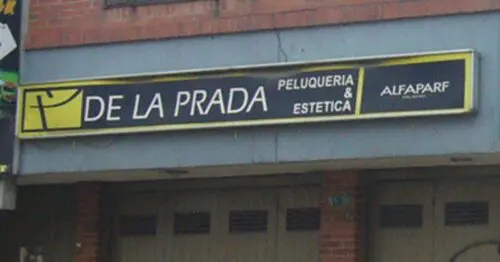 DE LA PRADA
PELUQUERIA
&
ESTETICA
ALFAPARF